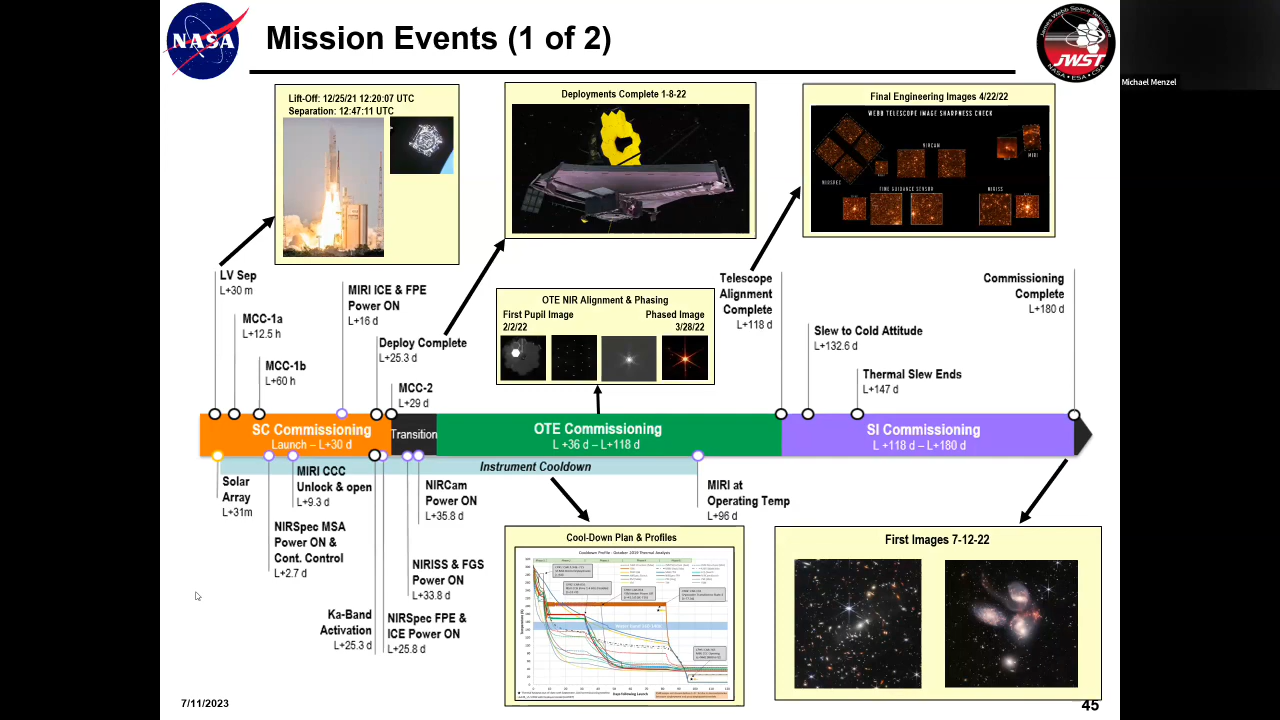 NASA
Mission Events (1 of 2)
JWST
Michael Menzel
Lift-Off: 12/25/21 12:20:07 UTC
Separation: 12:47:11 UTC
Deployments Complete 1-8-22
Final Engineering Images 4/22/22
WEBB TELESCOPE IMAGE SHARPNESS CHECK
NIRCAM
MIRI
NIRSPEC
FINE GUIDANCE SENSOR
NIRISS
LV Sep
L+30 m
MCC-1a
L+12.5 h
MCC-1b
L+60 h
MIRI ICE & FPE
Power ON
L+16 d
Deploy Complete
L+25.3 d
MCC-2
L+29 d
OTE NIR Alignment & Phasing
First Pupil Image
2/2/22
Phased Image
3/28/22
Telescope
Alignment
Complete
L+118 d
Slew to Cold Attitude
L+132.6 d
Thermal Slew Ends
L+147 d
Commissioning
Complete
L+180 d
SC Commissioning
Launch – L+30 d
Transition
OTE Commissioning
L +36 d – L+118 d
SI Commissioning
L +118 d – L+180 d
Instrument Cooldown
Solar
Array
L+31m
NIRSpec MSA
Power ON &
Cont. Control
L+2.7 d
MIRI CCC
Unlock & open
L+9.3 d
Ka-Band
Activation
L+25.3 d
NIRSpec FPE &
ICE Power ON
L+25.8 d
NIRISS & FGS
Power ON
L+33.8 d
NIRCam
Power ON
L+35.8 d
MIRI at
Operating Temp
L+96 d
Cool-Down Plan & Profiles
Cooldown Profile - October 2019 Thermal Analysis
Days Following Launch
First Images 7-12-22
7/11/2023
45